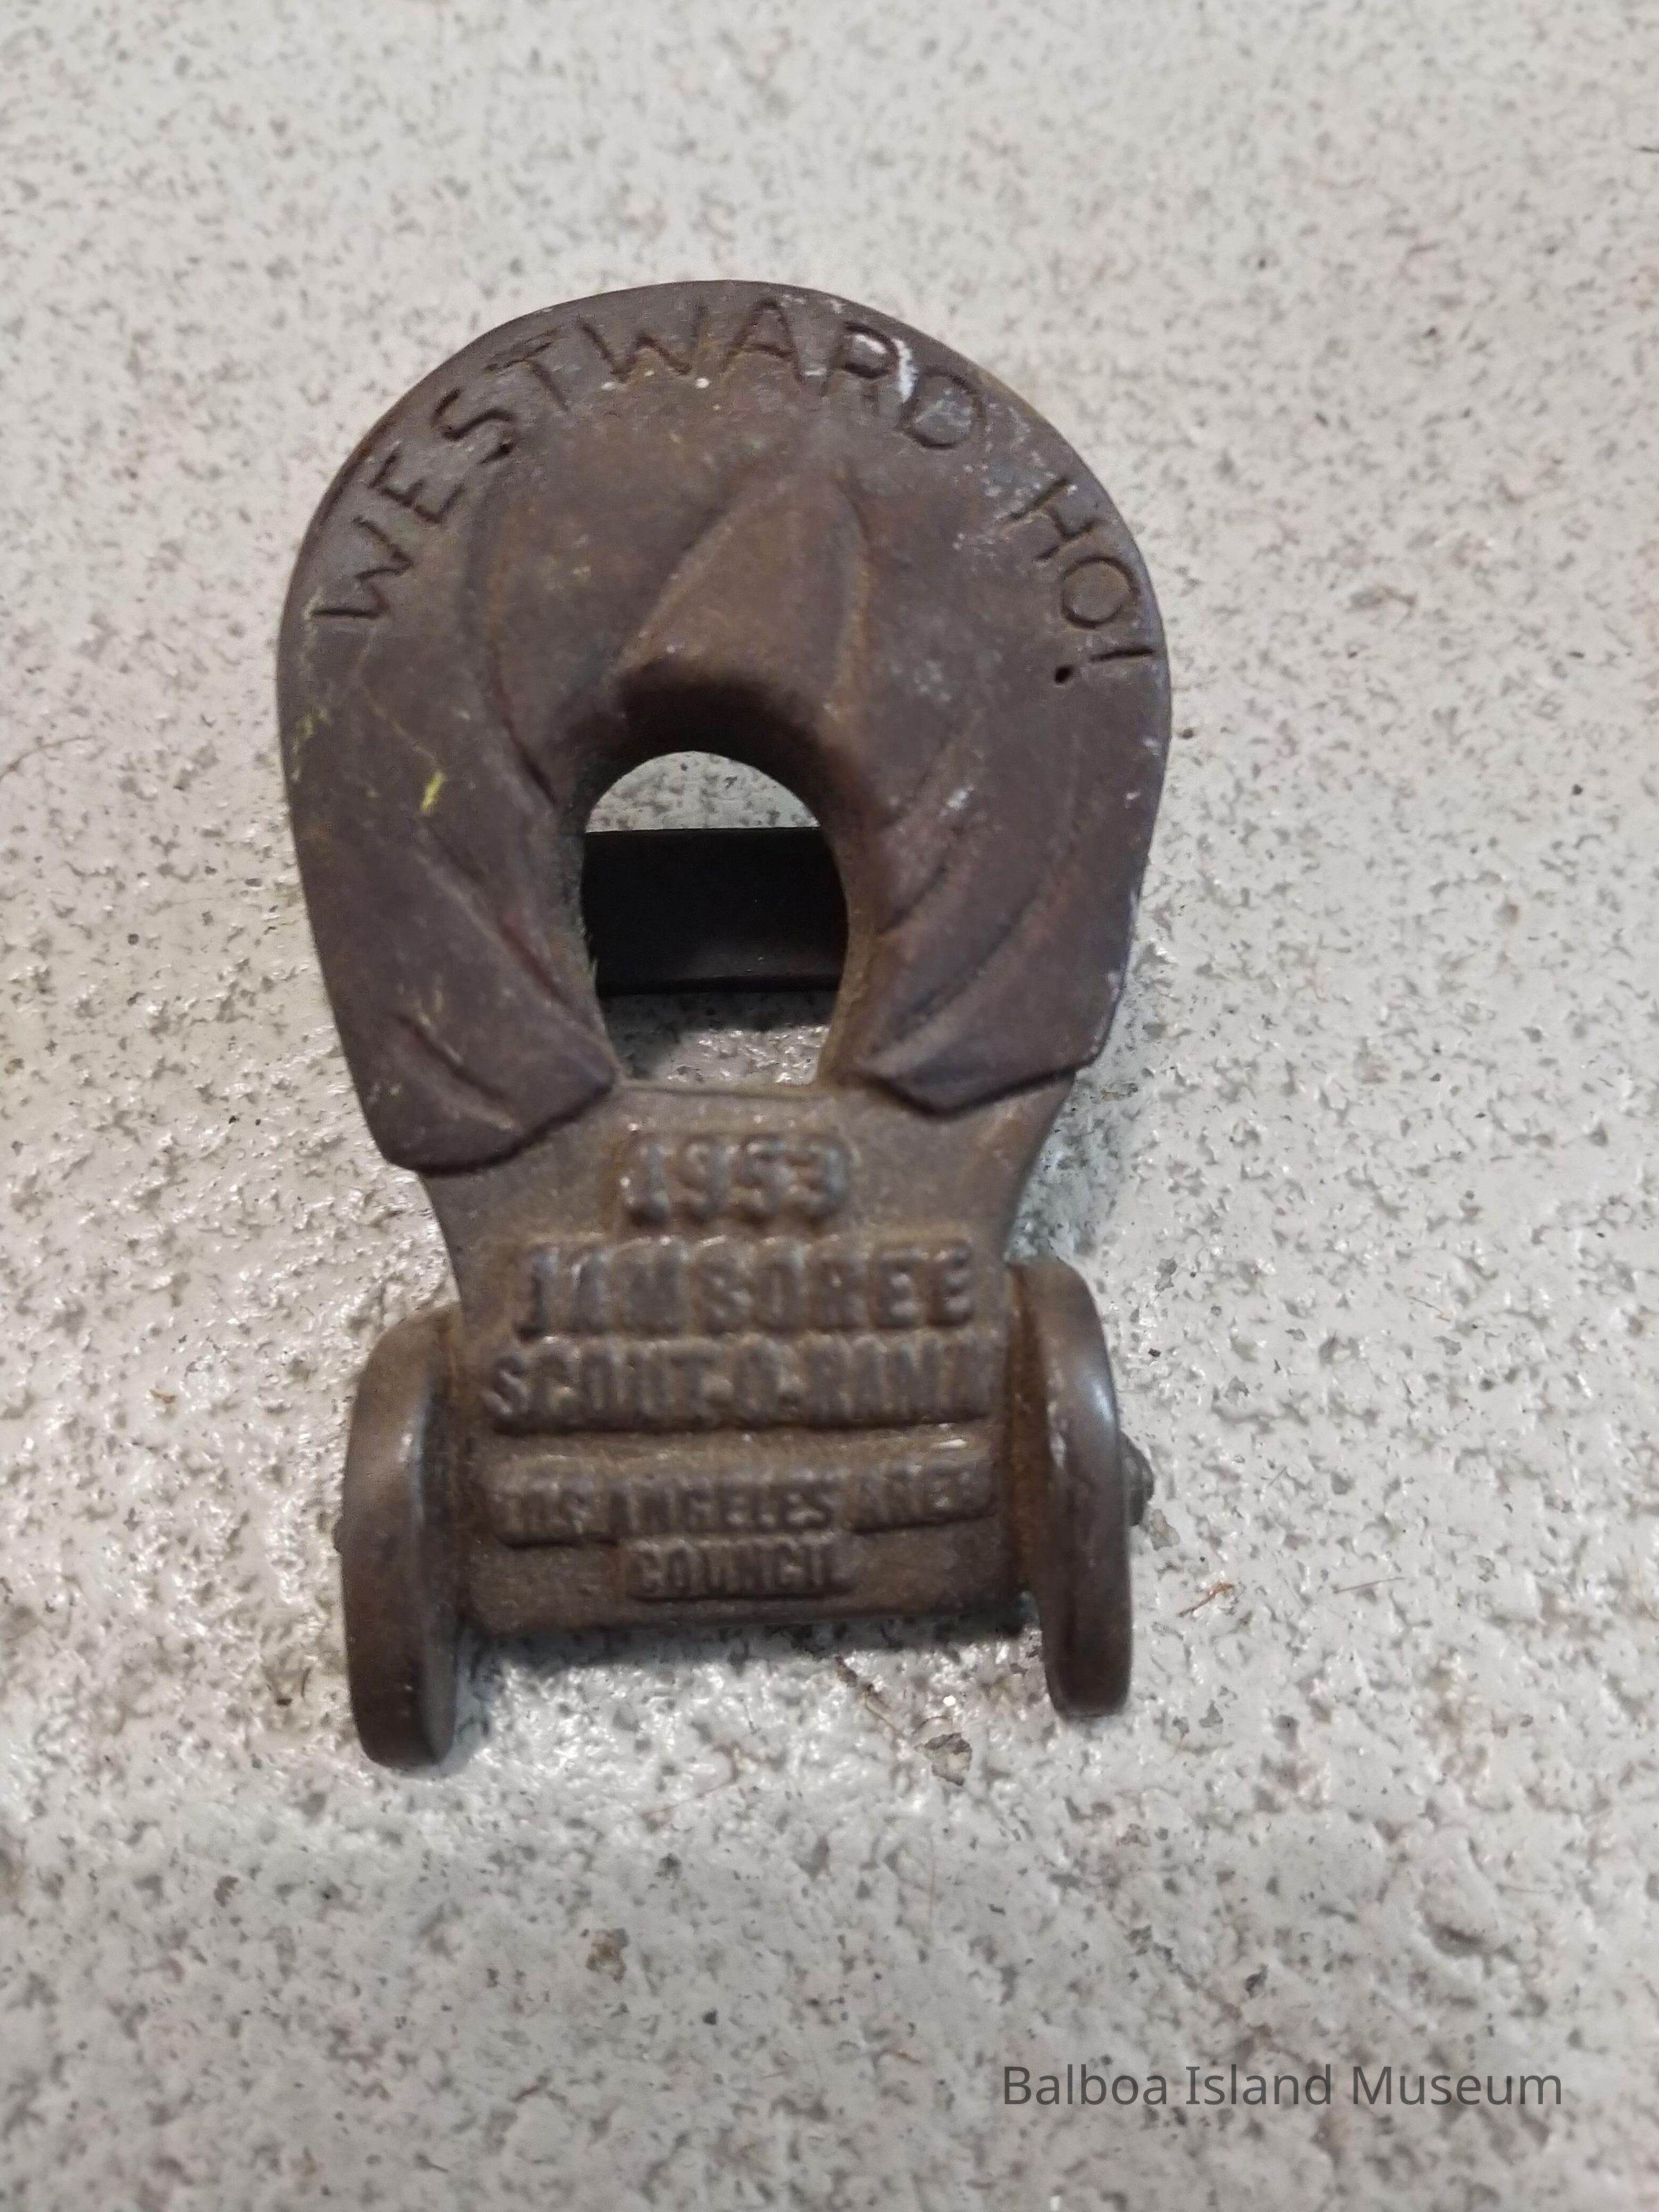 WESTWARD HO!
1953
JAMBOREE
SCOUT-O-RAMA
LOS ANGELES AREA
COUNCIL
Balboa Island Museum